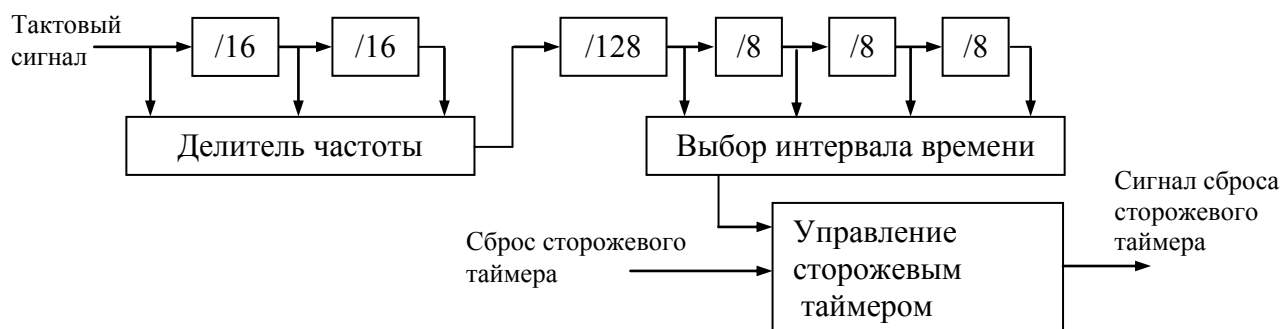 Тактовый
сигнал
/16
/16
/128
/8
/8
/8
Делитель частоты
Выбор интервала времени
Сброс сторожевого
таймера
Управление
сторожевым
таймером
Сигнал сброса
сторожевого
таймера